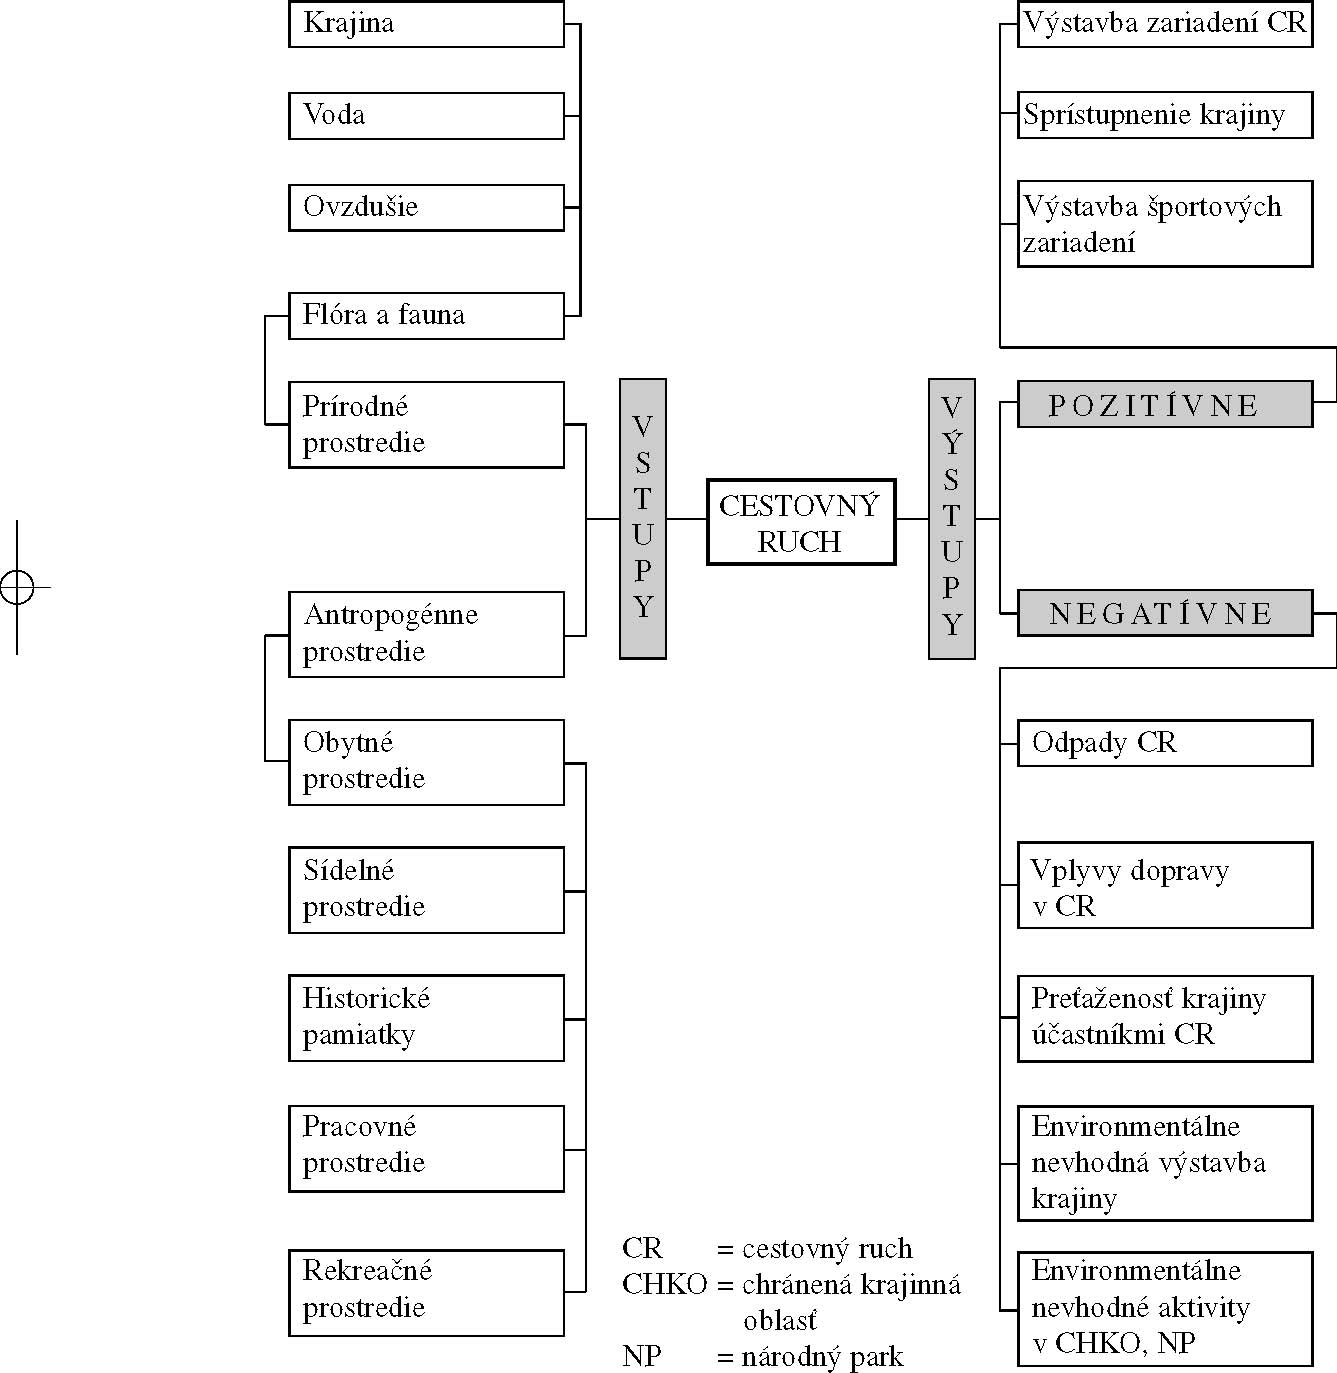 Krajina
Voda
Ovzdušie
Flóra a fauna
Prírodné
prostredie
Antropogénne
prostredie
Obytné
prostredie
Sídelné
prostredie
Historické
pamiatky
Pracovné
prostredie
Rekreačné
prostredie
VSTUPY
CESTOVNÝ
RUCH
VÝSTUPY
Výstavba zariadení CR
Sprístupnenie krajiny
Výstavba športových
zariadení
POZITÍVNE
NEGATÍVNE
Odpady CR
Vplyvy dopravy
v CR
Preťaženosť krajiny
účastníkmi CR
Environmentálne
nevhodná výstavba
krajiny
Environmentálne
nevhodné aktivity
v CHKO, NP
CR = cestovný ruch
CHKO = chránená krajinná
oblasť
NP = národný park